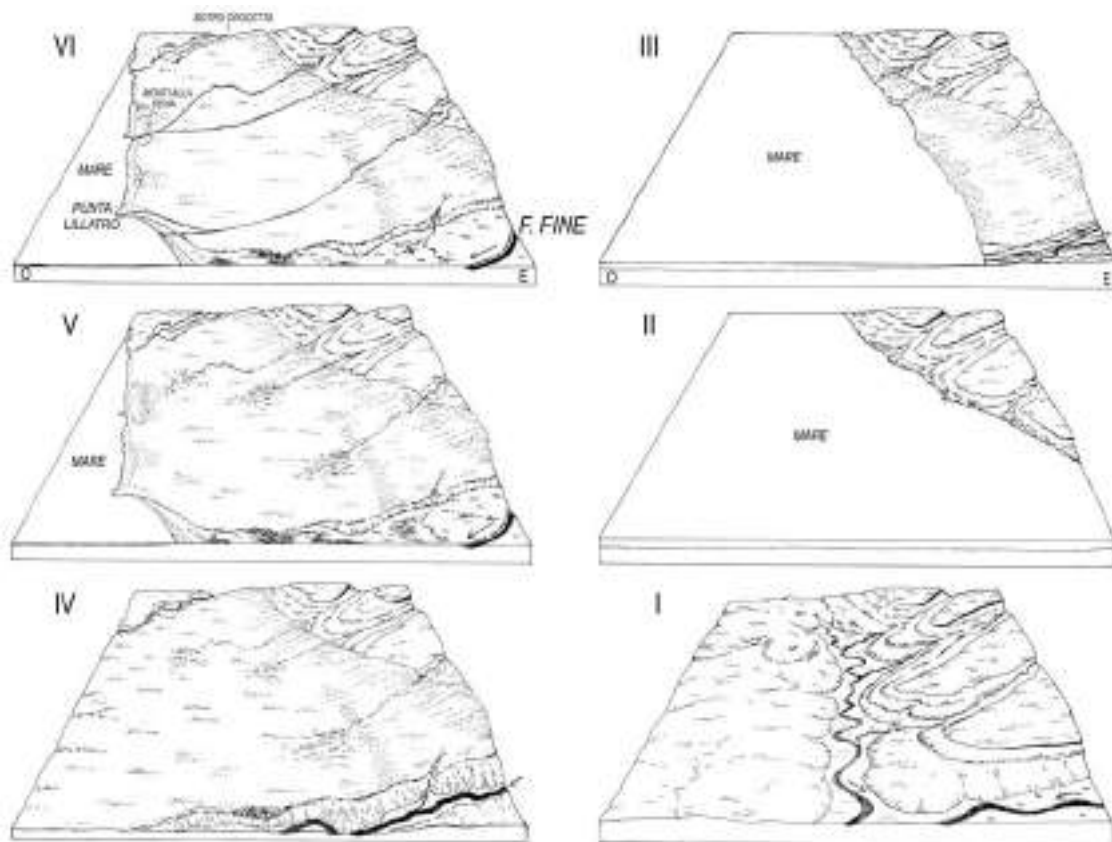 VI
MARE
PUNTA
LILLATRO
F. FINE
O E
III
MARE
O E
V
MARE
II
MARE
IV
I